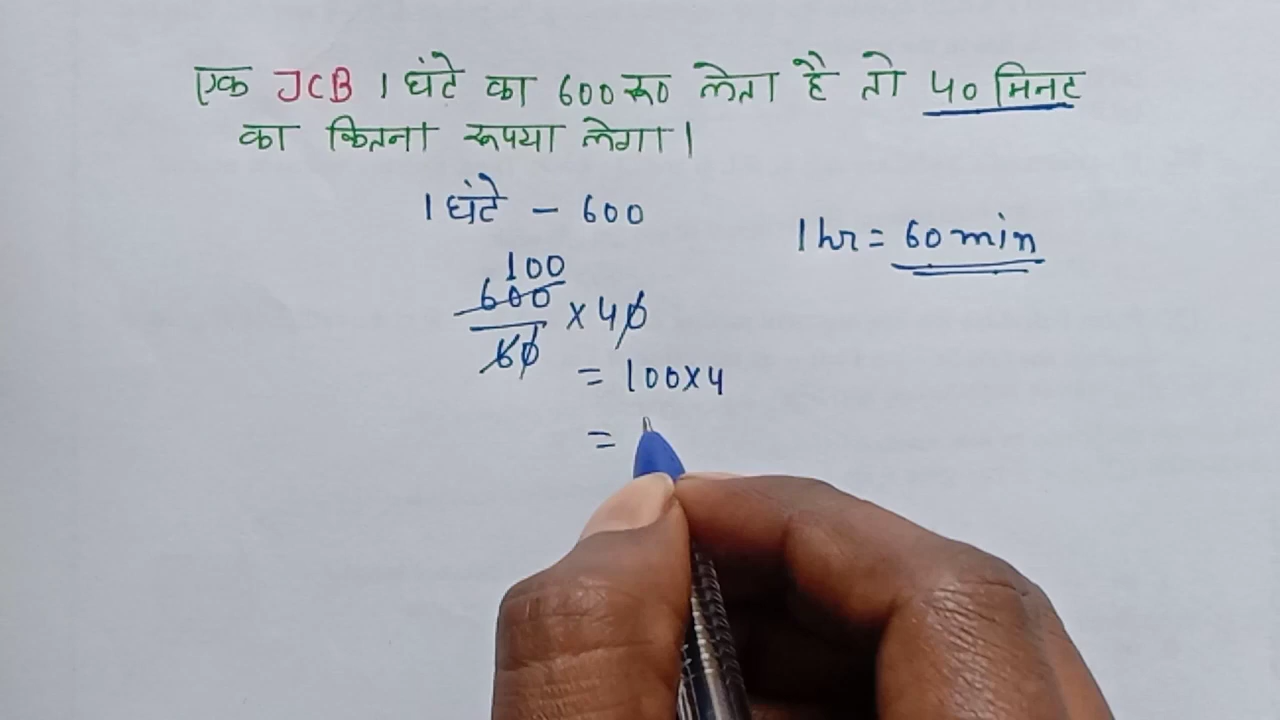 एक JCB 1 घंटे का 600 रू० लेता है तो 40 मिनट
का कितना रूपया लेगा।
1 घंटे - 600
1 hr = 60 min
100
600
60
× 40
= 100×4
=